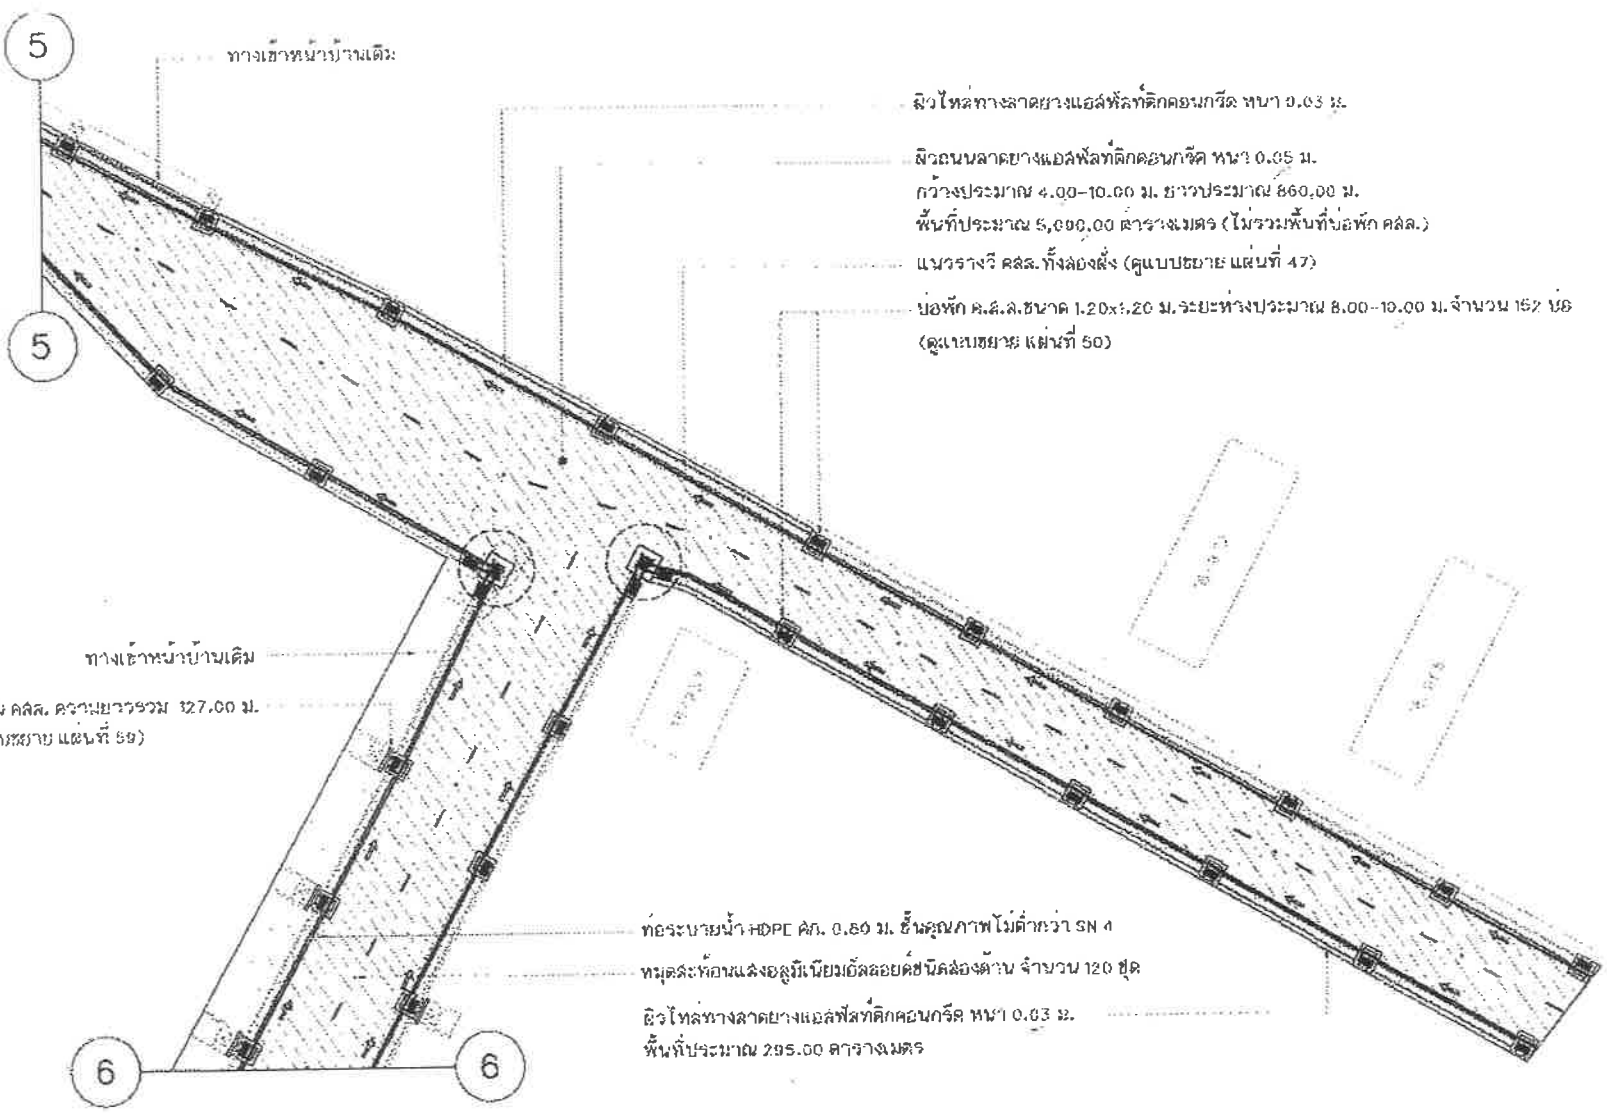 5
ทางเข้าหน้าบ้านเดิม
ผิวไหล่ทางลาดยางแอสฟัลท์ติกคอนกรีต หนา 0.03 ม.
ผิวถนนลาดยางแอสฟัลท์ติกคอนกรีต หนา 0.05 ม.
กว้างประมาณ 4.00-10.00 ม. ยาวประมาณ 860.00 ม.
พื้นที่ประมาณ ตารางเมตร (ไม่รวมพื้นที่บ่อพัก คสล.)
แนวรางวี คสล. ทั้งสองฝั่ง (ดูแบบขยาย แผ่นที่ 47)
บ่อพัก ค.ส.ล.ขนาด 1.20x1.20 ม. ระยะห่างประมาณ 8.00-10.00 ม. จำนวน 152 บ่อ
(ดูแบบขยาย แผ่นที่ 50)
5
ทางเข้าหน้าบ้านเดิม
คสล. ความยาวรวม 127.00 ม.
ขยาย แผ่นที่ 59)
ท่อระบายน้ำ HDPE ศก. 0.80 ม. ชั้นคุณภาพไม่ต่ำกว่า SN 4
หมุดสะท้อนแสงอลูมิเนียมอัลลอยด์ชนิดสองด้าน จำนวน 120 ชุด
ผิวไหล่ทางลาดยางแอสฟัลท์ติกคอนกรีต หนา 0.03 ม.
พื้นที่ประมาณ 295.00 ตารางเมตร
6
6